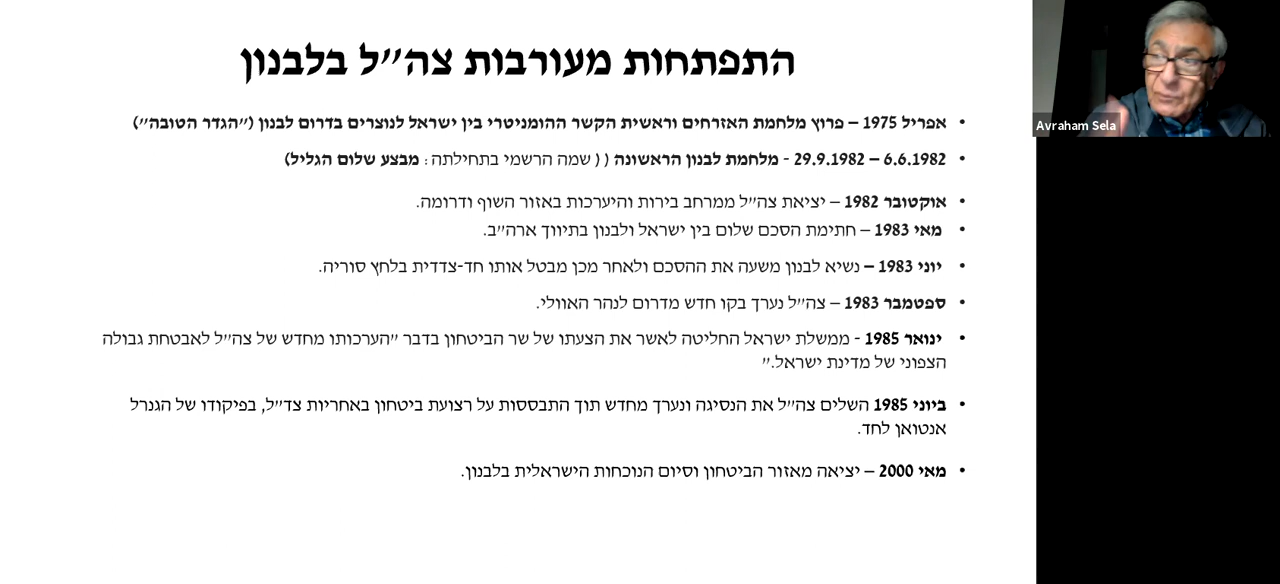 התפתחות מעורבות צה״ל בלבנון
• אפריל 1975 – פרוץ מלחמת האזרחים וראשית הקשר ההומניטרי בין ישראל לנוצרים בדרום לבנון (״הגדר הטובה״)
• 6.6.1982 – 29.9.1982 - מלחמת לבנון הראשונה ( ( שמה הרשמי בתחילתה: מבצע שלום הגליל)
• אוקטובר 1982 – יציאת צה״ל ממרחב בירות והיערכות באזור השוף ודרומה.
• מאי 1983 – חתימת הסכם שלום בין ישראל ולבנון בתיווך ארה״ב.
• יוני 1983 – נשיא לבנון משעה את ההסכם ולאחר מכן מבטל אותו חד-צדדית בלחץ סוריה.
• ספטמבר 1983 – צה״ל נערך בקו חדש מדרום לנהר האוולי.
• ינואר 1985 - ממשלת ישראל החליטה לאשר את הצעתו של שר הביטחון בדבר ״הערכותו מחדש של צה״ל לאבטחת גבולה
הצפוני של מדינת ישראל.״
• ביוני 1985 השלים צה״ל את הנסיגה ונערך מחדש תוך התבססות על רצועת ביטחון באחריות צד״ל, בפיקודו של הגנרל
אנטואן לחד.
• מאי 2000 – יציאה מאזור הביטחון וסיום הנוכחות הישראלית בלבנון.
Avraham Sela